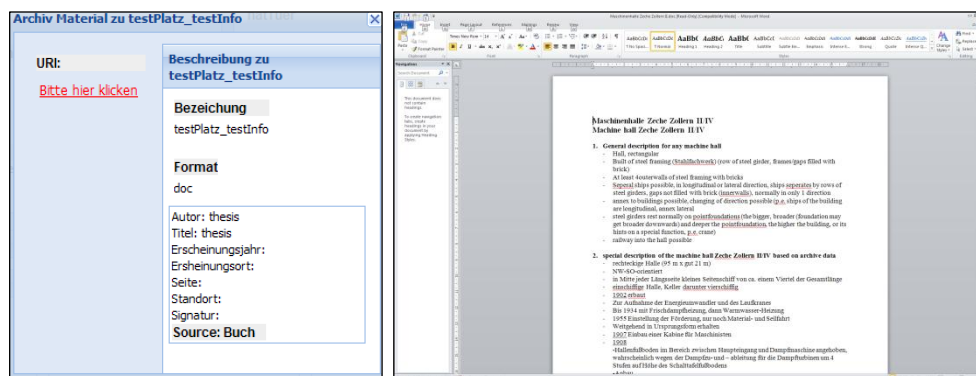 Archiv Material zu testPlatz_testInfo
URI:
Bitte hier klicken
Beschreibung zu
testPlatz_testInfo
Bezeichung
testPlatz_testInfo
Format
doc
Autor: thesis
Titel: thesis
Erscheinungsjahr:
Ersheinungsort:
Seite:
Standort:
Signatur:
Source: Buch
Maschinenhalle Zeche Zollern II/IV
Machine hall Zeche Zollern II/IV
1. General description for any machine hall
- Hall, rectangular
- Built of steel framing (Stahlfachwerk) (row of steel girder, frames/gaps filled with
brick)
- At least 4outerwalls of steel framing with bricks
- Seperal ships possible, in longitudinal or lateral direction, ships seperates by rows of
steel girders, gaps not filled with brick (innerwalls), normally in only 1 direction
- annex to buildings possible, changing of direction possible (p.e. ships of the building
are longitudinal, annex lateral
- steel girders rest normally on pointfoundations (the bigger, broader (foundation may
get broader downwards) and deeper the pointfoundation, the higher the building, or its
hints on a special function, p.e. crane)
- railway into the hall possible
2. special description of the machine hall Zeche Zollern II/IV based on archive data
- rechteckige Halle (95 m x gut 21 m)
- NW-SO-orientiert
- in Mitte jeder Längsseite kleines Seitenschiff von ca. einem Viertel der Gesamtlänge
- einschiffige Halle, Keller darunter vierschiffig
- 1902 erbaut
- Zur Aufnahme der Energieumwandler und des Laufkranes
- Bis 1934 mit Frischdampfheizung, dann Warmwasser-Heizung
- 1955 Einstellung der Förderung, nur noch Material- und Seilfahrt
- Weitgehend in Ursprungsform erhalten
- 1907 Einbau einer Kabine für Maschinisten
- 1908
-Hallenfußboden im Bereich zwischen Haupteingang und Dampfmaschine angehoben,
wahrscheinlich wegen der Dampfzu- und – ableitung für die Dampfturbinen um 4
Stufen auf Höhe der Schalttafelfußbodens
-Anbau